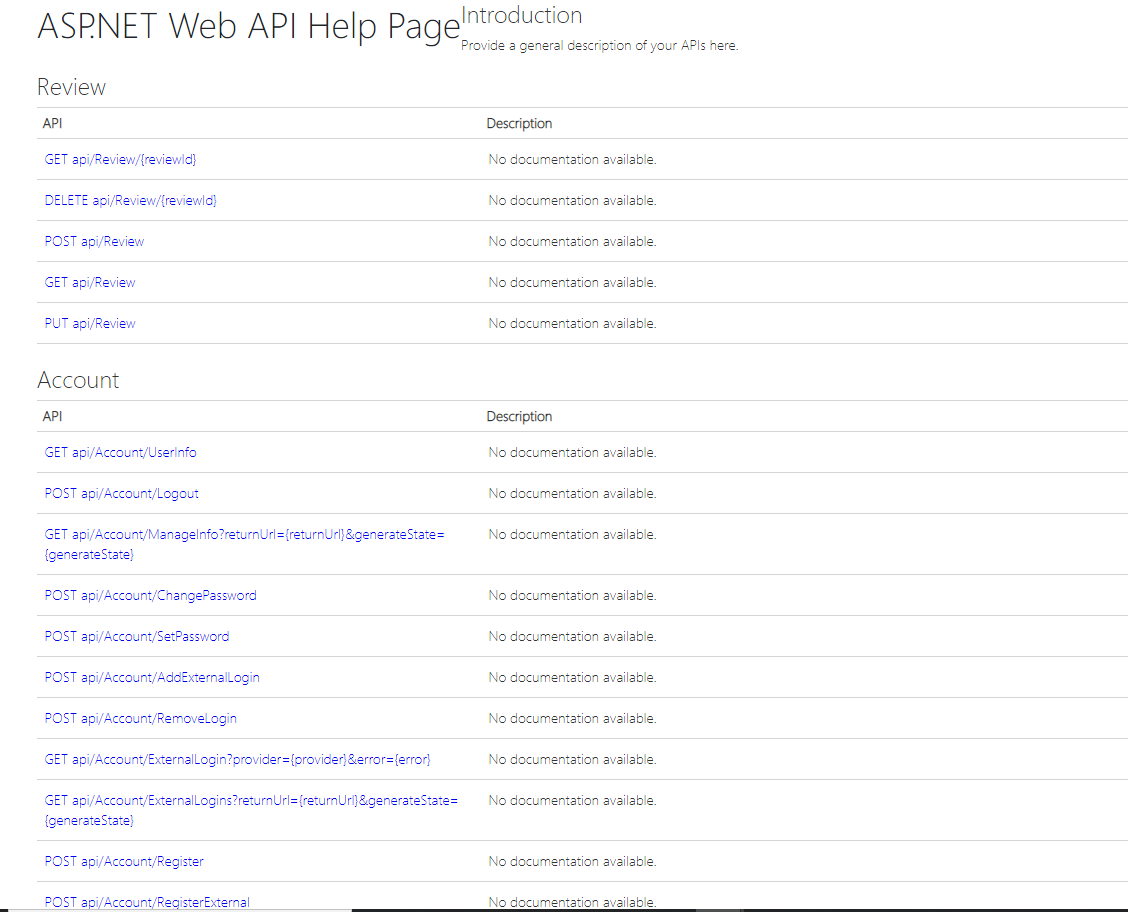 ASP.NET Web API Help Page
Introduction
Provide a general description of your APIs here.
Review
API Description
GET api/Review/{reviewId} No documentation available.
DELETE api/Review/{reviewId} No documentation available.
POST api/Review No documentation available.
GET api/Review No documentation available.
PUT api/Review No documentation available.
Account
API Description
GET api/Account/UserInfo No documentation available.
POST api/Account/Logout No documentation available.
GET api/Account/ManageInfo?returnUrl={returnUrl}&generateState= No documentation available.
{generateState}
POST api/Account/ChangePassword No documentation available.
POST api/Account/SetPassword No documentation available.
POST api/Account/AddExternalLogin No documentation available.
POST api/Account/RemoveLogin No documentation available.
GET api/Account/ExternalLogin?provider={provider}&error={error} No documentation available.
GET api/Account/ExternalLogins?returnUrl={returnUrl}&generateState= No documentation available.
{generateState}
POST api/Account/Register No documentation available.
POST api/Account/RegisterExternal No documentation available.